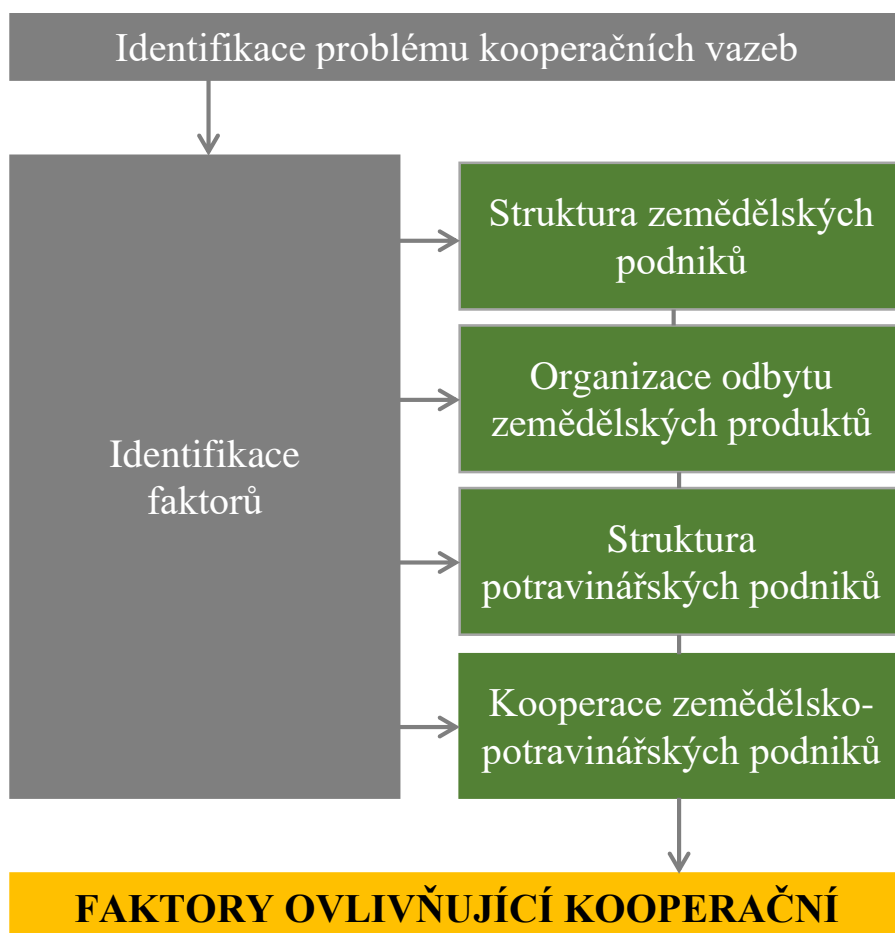 Identifikace problému kooperačních vazeb
Identifikace
faktorů
Struktura zemědělských
podniků
Organizace odbytu
zemědělských produktů
Struktura
potravinářských podniků
Kooperace zemědělsko-
potravinářských podniků
FAKTORY OVLIVŇUJÍCÍ KOOPERAČNÍ